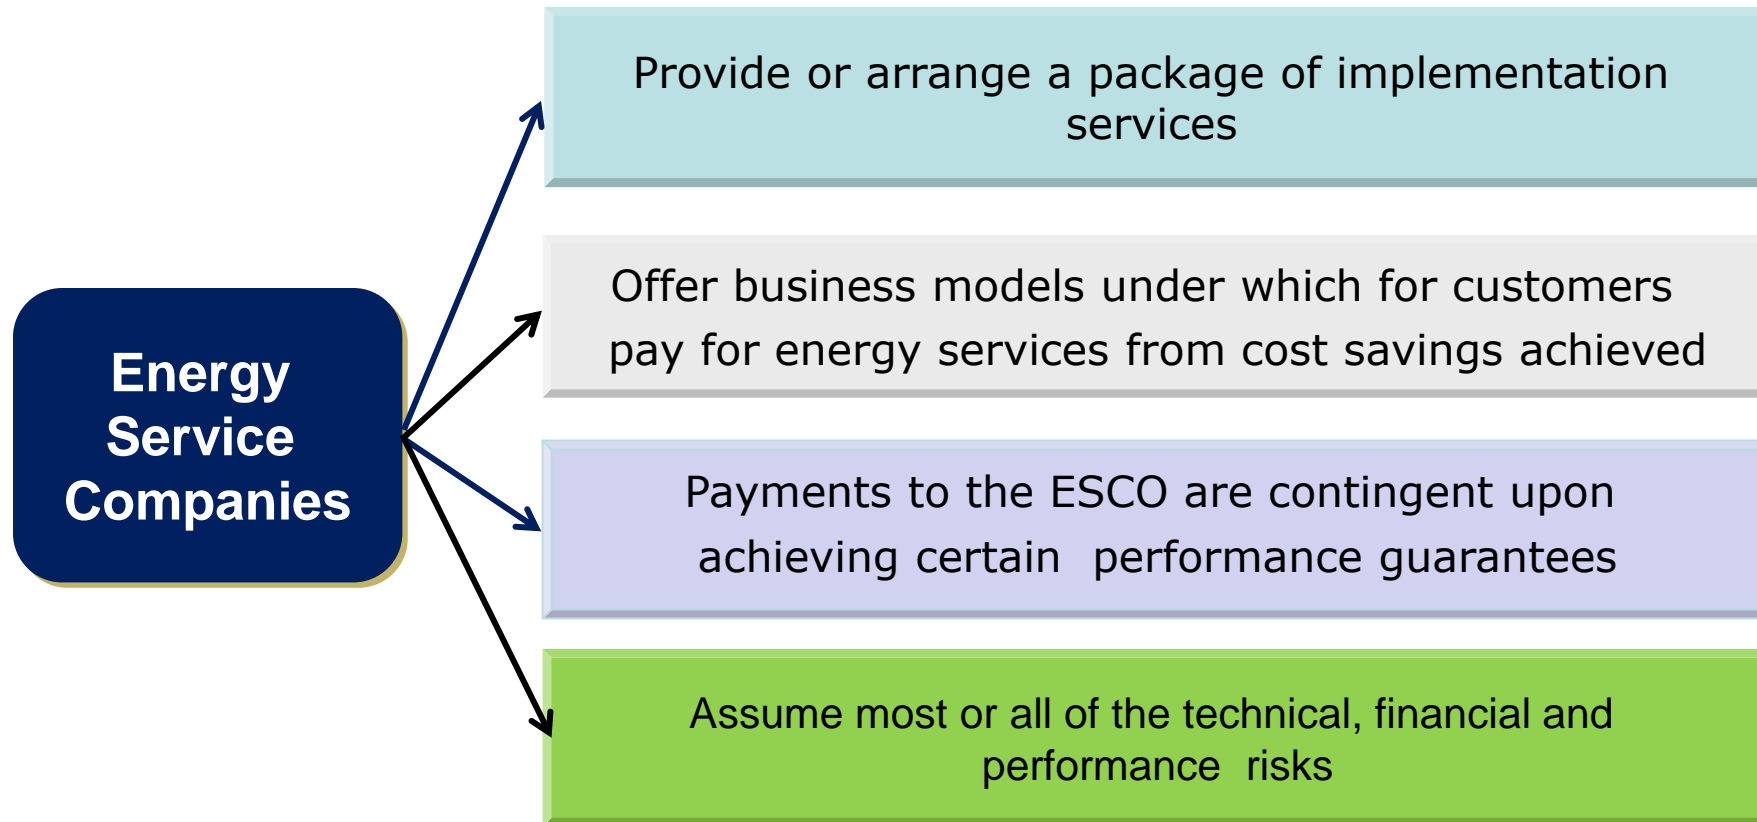 Energy
Service
Companies
Provide or arrange a package of implementation
services
Offer business models under which for customers
pay for energy services from cost savings achieved
Payments to the ESCO are contingent upon
achieving certain  performance guarantees
Assume most or all of the technical, financial and
performance  risks